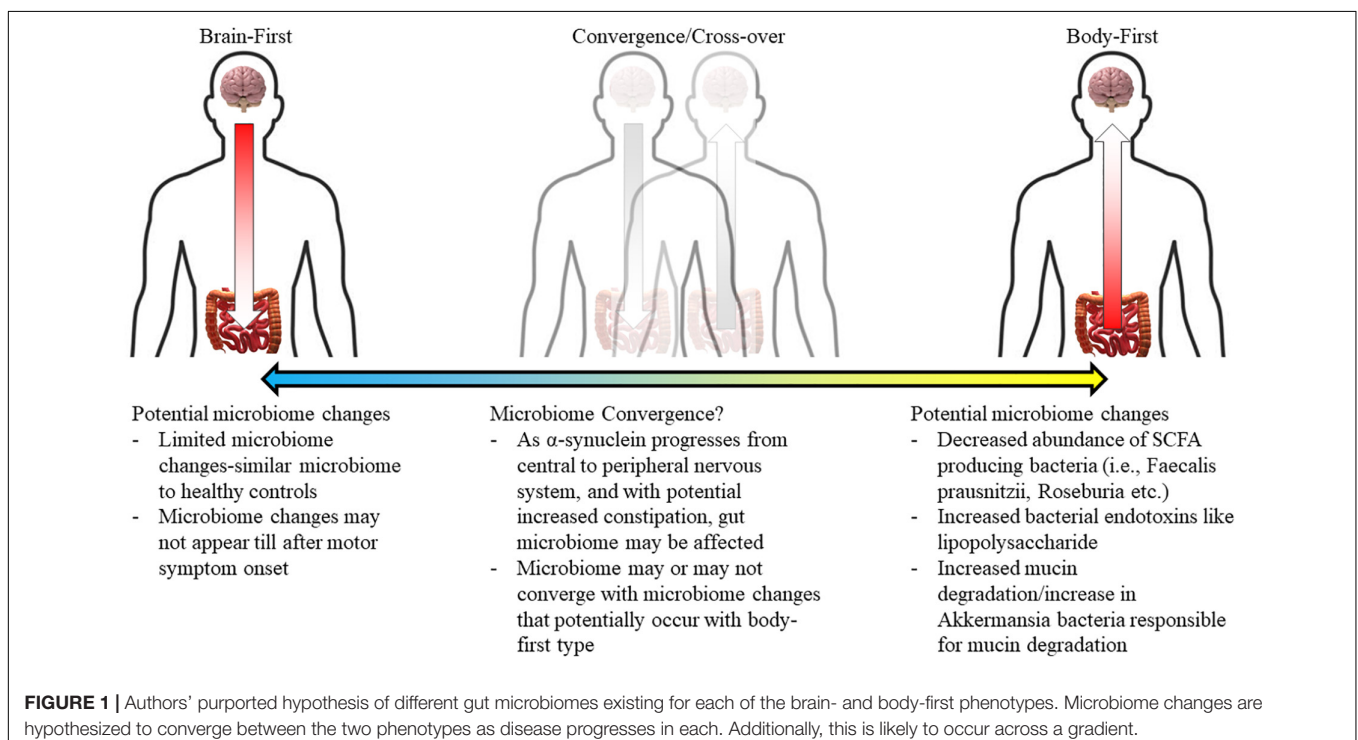 Brain-First
Convergence/Cross-over
Body-First
Potential microbiome changes
- Limited microbiome
changes-similar microbiome
to healthy controls
- Microbiome changes may
not appear till after motor
symptom onset
Microbiome Convergence?
- As α-synuclein progresses from
central to peripheral nervous
system, and with potential
increased constipation, gut
microbiome may be affected
- Microbiome may or may not
converge with microbiome changes
that potentially occur with body-
first type
Potential microbiome changes
- Decreased abundance of SCFA
producing bacteria (i.e., Faecalis
prausnitzii, Roseburia etc.)
- Increased bacterial endotoxins like
lipopolysaccharide
- Increased mucin
degradation/increase in
Akkermansia bacteria responsible
for mucin degradation
FIGURE 1 | Authors’ purported hypothesis of different gut microbiomes existing for each of the brain- and body-first phenotypes. Microbiome changes are
hypothesized to converge between the two phenotypes as disease progresses in each. Additionally, this is likely to occur across a gradient.